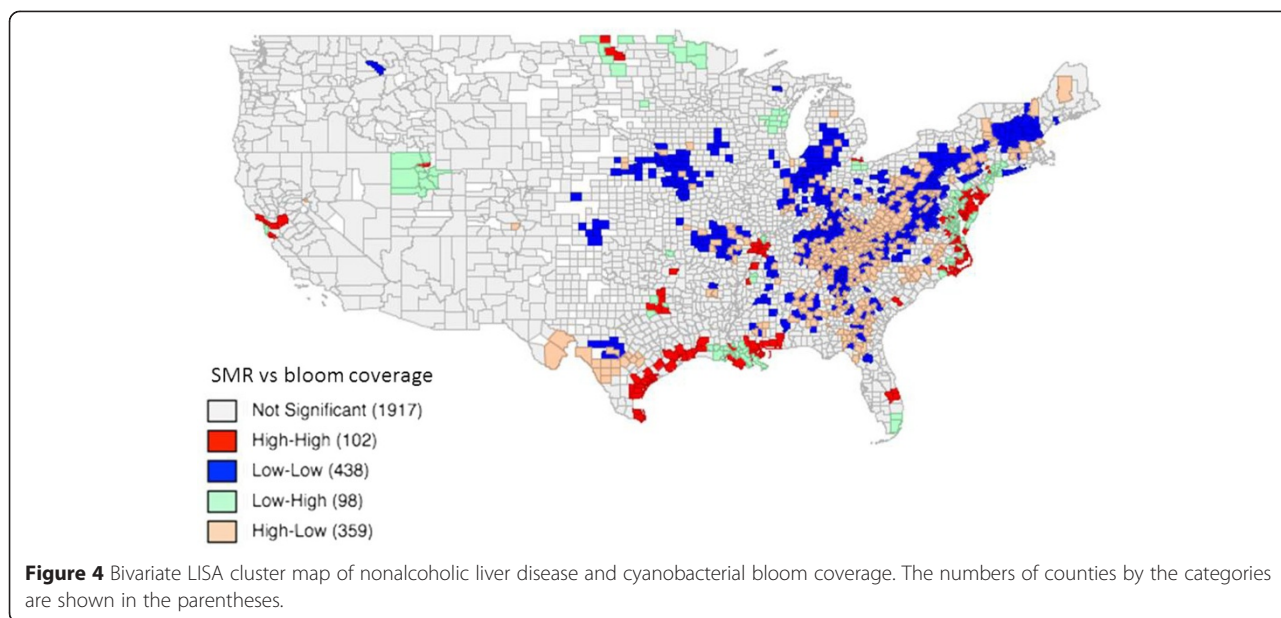 SMR vs bloom coverage
Not Significant (1917)
High-High (102)
Low-Low (438)
Low-High (98)
High-Low (359)
Figure 4 Bivariate LISA cluster map of nonalcoholic liver disease and cyanobacterial bloom coverage. The numbers of counties by the categories
are shown in the parentheses.